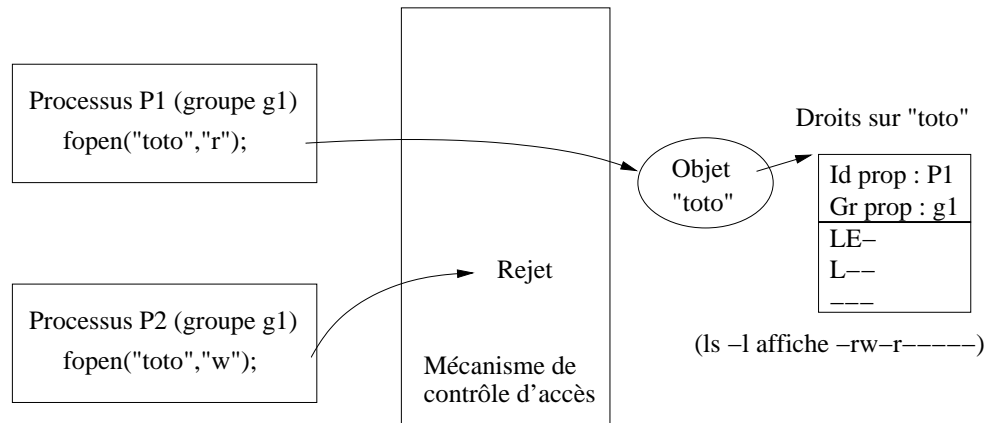 Processus P1 (groupe g1)
fopen("toto","r");
Processus P2 (groupe g1)
fopen("toto","w");
Rejet
Mécanisme de
contrôle d'accès
Objet
"toto"
Droits sur "toto"
Id prop : P1
Gr prop : g1
LE−
L−−
−−−
(ls −l affiche −rw−r−−−−−)